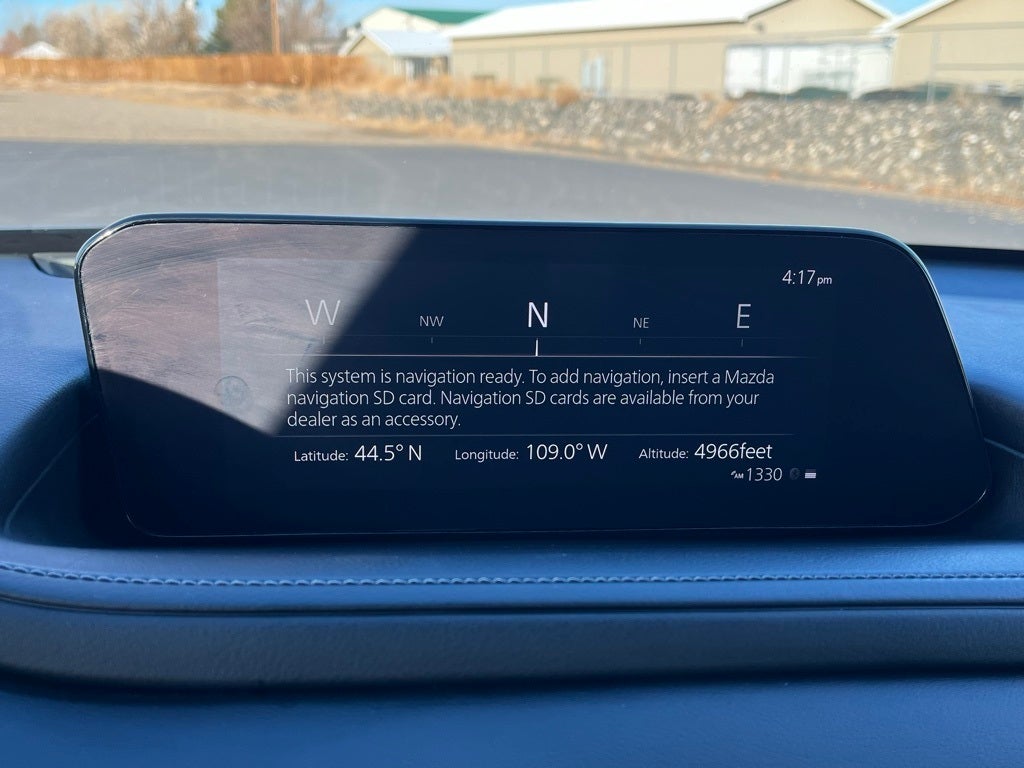 4:17pm
W NW N NE E
This system is navigation ready. To add navigation, insert a Mazda
navigation SD card. Navigation SD cards are available from your
dealer as an accessory.
Latitude: 44.5° N Longitude: 109.0° W Altitude: 4966feet
AM 1330